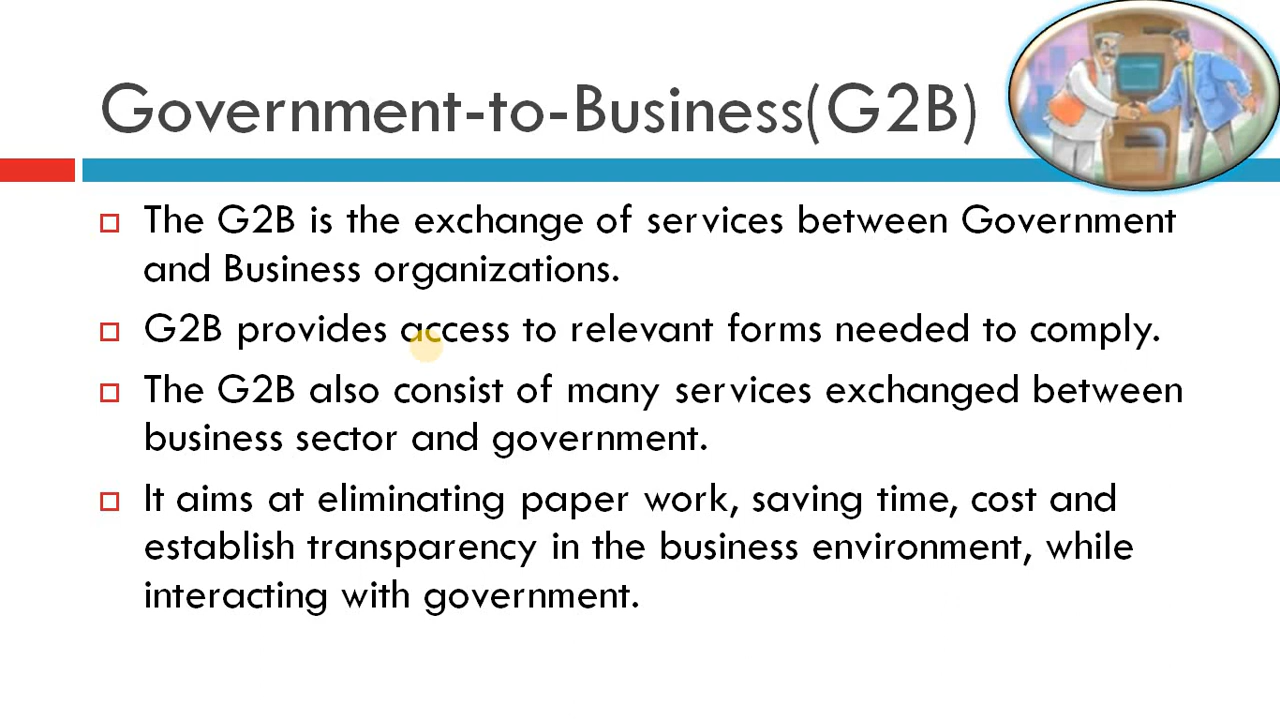 Government-to-Business(G2B)
The G2B is the exchange of services between Government
and Business organizations.
G2B provides access to relevant forms needed to comply.
The G2B also consist of many services exchanged between
business sector and government.
It aims at eliminating paper work, saving time, cost and
establish transparency in the business environment, while
interacting with government.